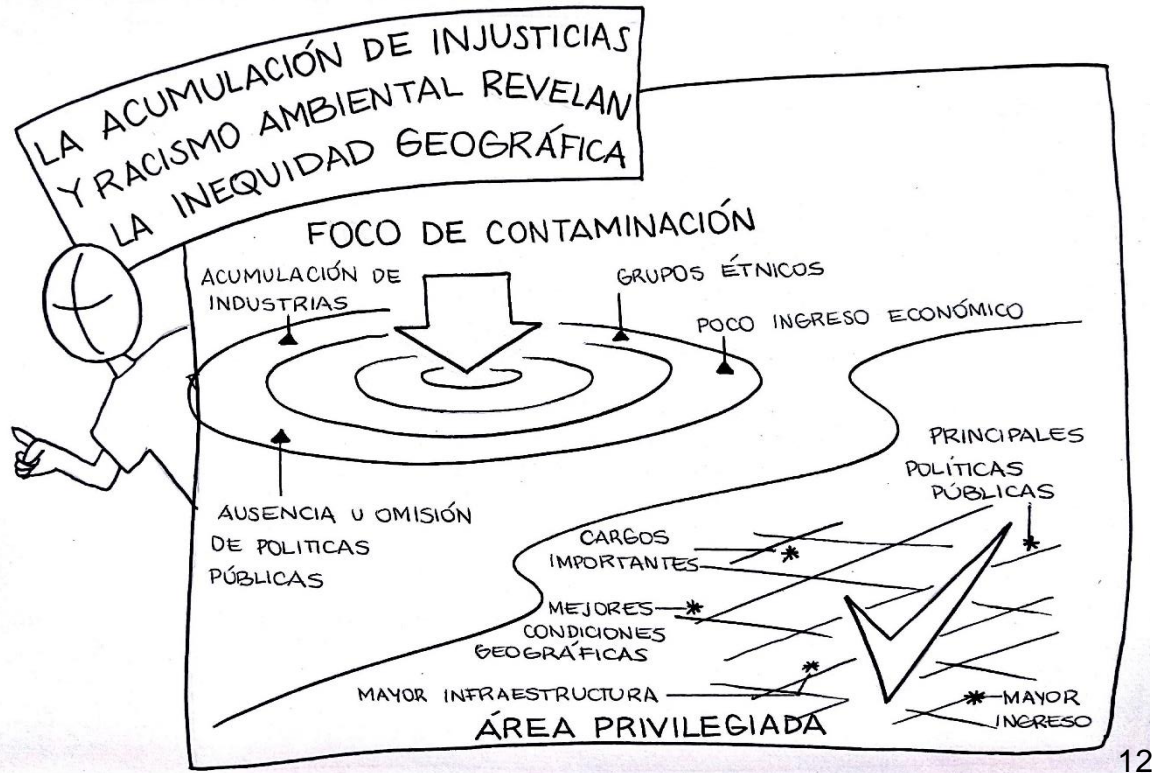 LA ACUMULACIÓN DE INJUSTICIAS
Y RACISMO AMBIENTAL REVELAN
LA INEQUIDAD GEOGRÁFICA
FOCO DE CONTAMINACIÓN
ACUMULACIÓN DE
INDUSTRIAS
GRUPOS ÉTNICOS
POCO INGRESO ECONÓMICO
AUSENCIA U OMISIÓN
DE POLITICAS
PÚBLICAS
PRINCIPALES
POLÍTICAS
PÚBLICAS
CARGOS
IMPORTANTES
MEJORES
CONDICIONES
GEOGRÁFICAS
MAYOR INFRAESTRUCTURA
MAYOR
INGRESO
ÁREA PRIVILEGIADA
12